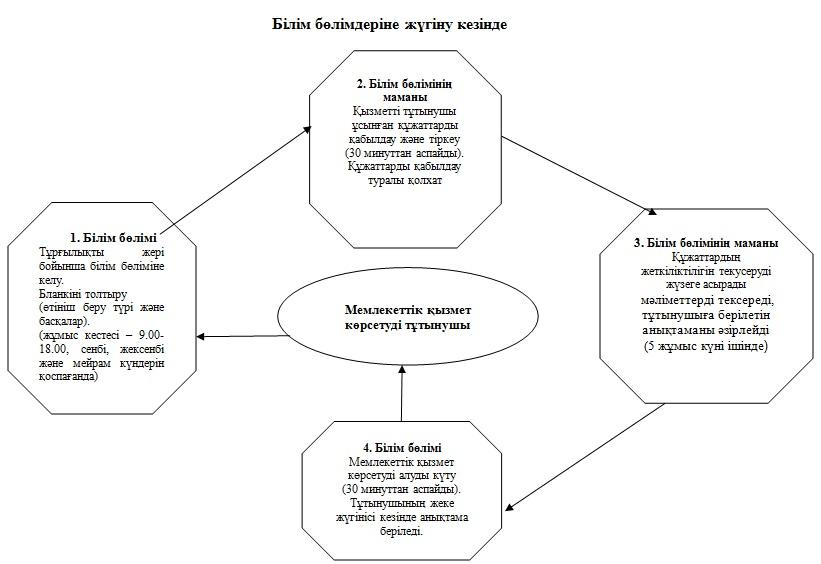 Білім бөлімдеріне жүгіну кезінде
2. Білім бөлімінің
маманы
Қызметті тұтынушы
ұсынған құжаттарды
қабылдау және тіркеу
(30 минуттан аспайды).
Құжаттарды қабылдау
туралы қолхат
1. Білім бөлімі
Тұрғылықты жері
бойынша білім бөліміне
келу.
Бланкіні толтыру
(өтініш беру түрі және
басқалар).
(жұмыс кестесі – 9.00-
18.00, сенбі, жексенбі
және мейрам күндерін
қоспағанда)
3. Білім бөлімінің маманы
Құжаттардың
жеткіліктілігін текусеруді
жүзеге асырады
мәліметтерді тексереді,
тұтынушыға берілетін
анықтаманы әзірлейді
(5 жұмыс күні ішінде)
Мемлекеттік қызмет
көрсетуді тұтынушы
4. Білім бөлімі
Мемлекеттік қызмет
көрсетуді алуды күту
(30 минуттан аспайды).
Тұтынушының жеке
жүгінісі кезінде анықтама
беріледі.